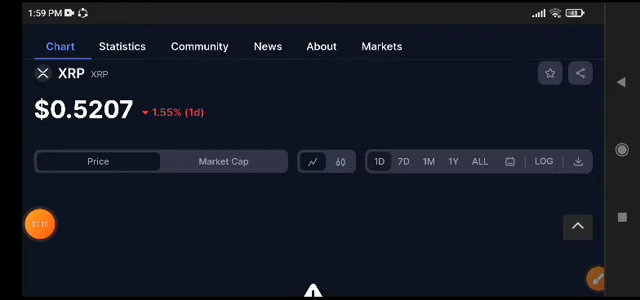 1:59 PM
Chart Statistics Community News About Markets
XRP XRP
$0.5207 1.55% (1d)
Price Market Cap 1D 7D 1M 1Y ALL LOG